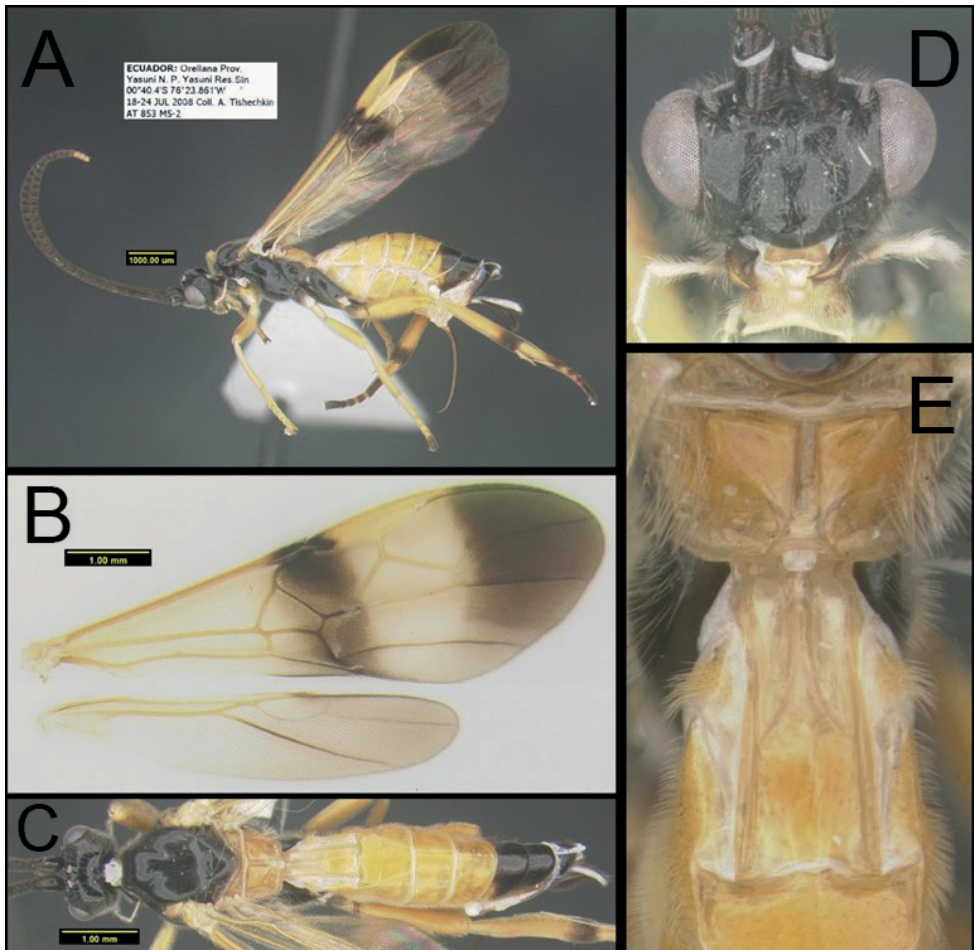 A
ECUADOR: Orellana Prov.
Yasuni N. P. Yasuni Res.Stn
00°40.4'S 76°23.861'W
18-24 JUL 2008 Coll. A. Tishechkin
AT 853 MS-2
1000.00 um
B
1.00 mm
C
1.00 mm
D
E